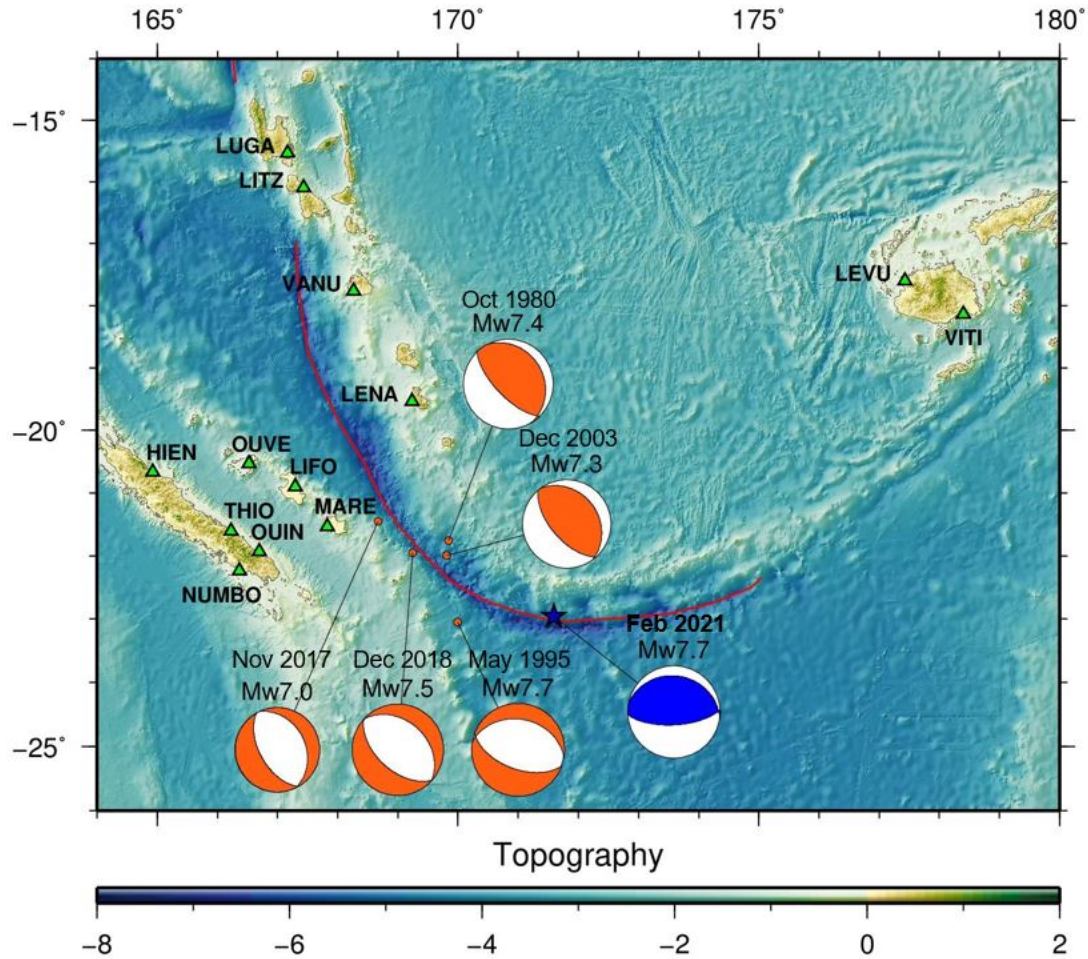 165° 170° 175° 180°
−15°
−20°
−25°
LUGA
LITZ
VANU
LEVU
VITI
Oct 1980
Mw7.4
LENA
Dec 2003
Mw7.3
HIEN
OUVE
LIFO
THIO
MARE
OUIN
NUMBO
Feb 2021
Mw7.7
Nov 2017
Mw7.0
Dec 2018
Mw7.5
May 1995
Mw7.7
Topography
−8 −6 −4 −2 0 2